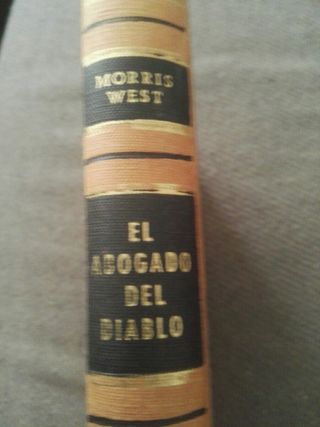 MORRIS
WEST
EL
ABOGADO
DEL
DIABLO